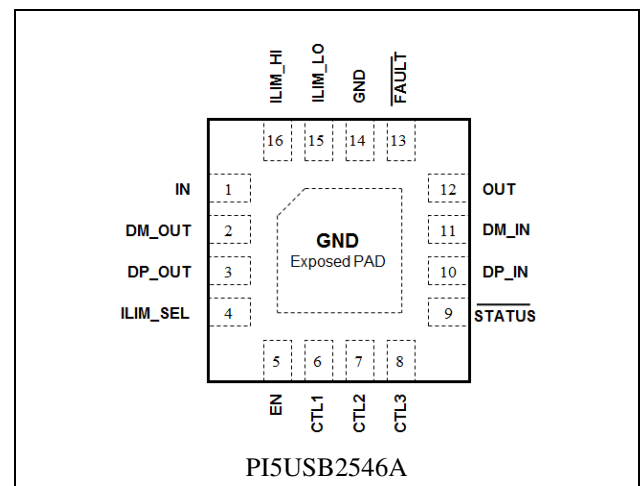 ILIM_HI
ILIM_LO
GND
FAULT
16
15
14
13
IN
1
12
OUT
DM_OUT
2
11
DM_IN
DP_OUT
3
10
DP_IN
ILIM_SEL
4
9
STATUS
GND
Exposed PAD
5
6
7
8
EN
CTL1
CTL2
CTL3
PI5USB2546A